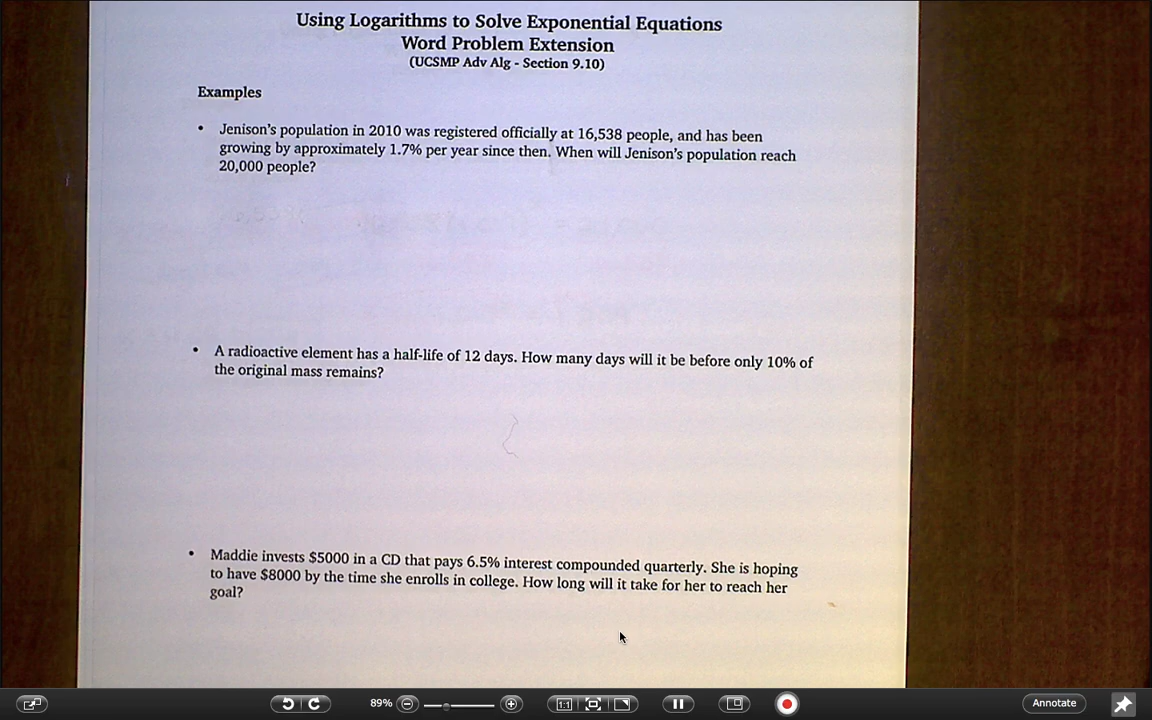 Using Logarithms to Solve Exponential Equations
Word Problem Extension
(UCSMP Adv Alg - Section 9.10)
Examples
• Jenison's population in 2010 was registered officially at 16,538 people, and has been
growing by approximately 1.7% per year since then. When will Jenison's population reach
20,000 people?
• A radioactive element has a half-life of 12 days. How many days will it be before only 10% of
the original mass remains?
• Maddie invests $5000 in a CD that pays 6.5% interest compounded quarterly. She is hoping
to have $8000 by the time she enrolls in college. How long will it take for her to reach her
goal?
89% 1:1 Annotate